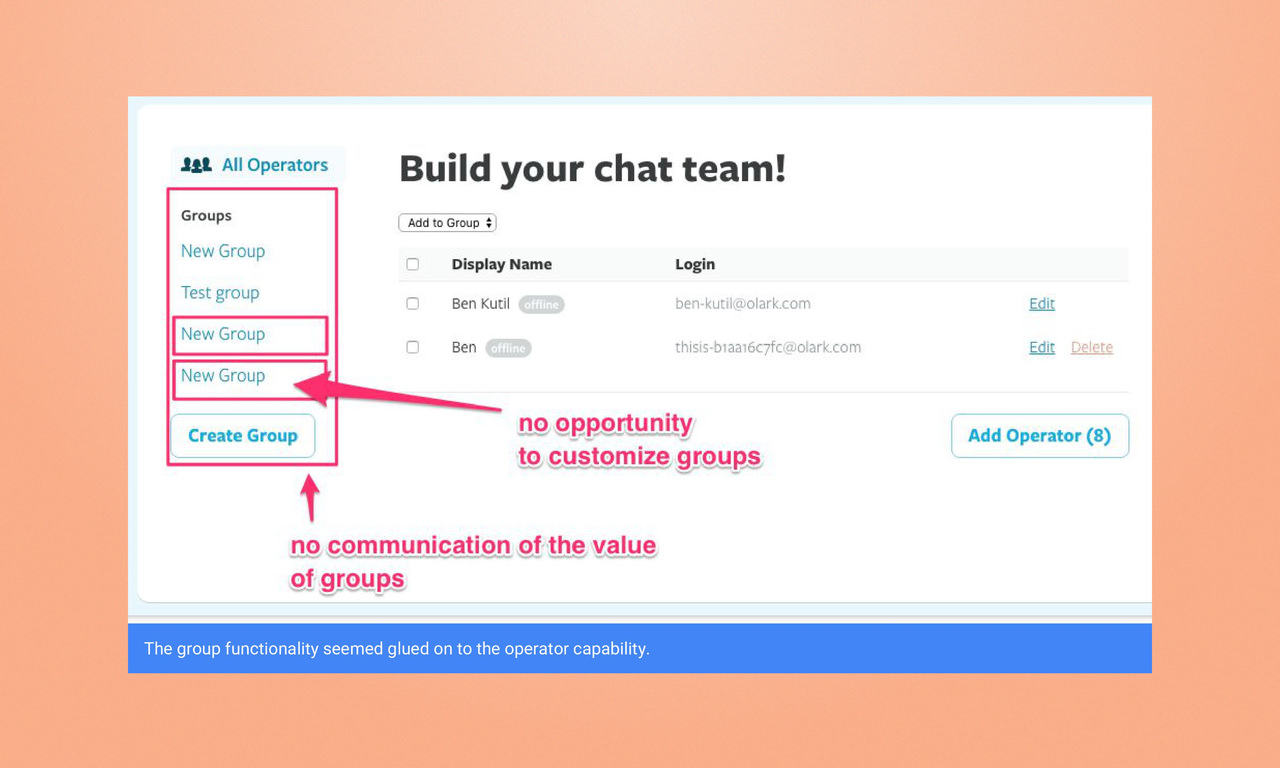 All Operators
Groups
New Group
Test group
New Group
New Group
Create Group
Build your chat team!
Add to Group
Display Name Login
Ben Kutil offline ben-kutil@olark.com Edit
Ben offline thisis-b1aa16c7fc@olark.com Edit Delete
Add Operator (8)
no opportunity
to customize groups
no communication of the value
of groups
The group functionality seemed glued on to the operator capability.